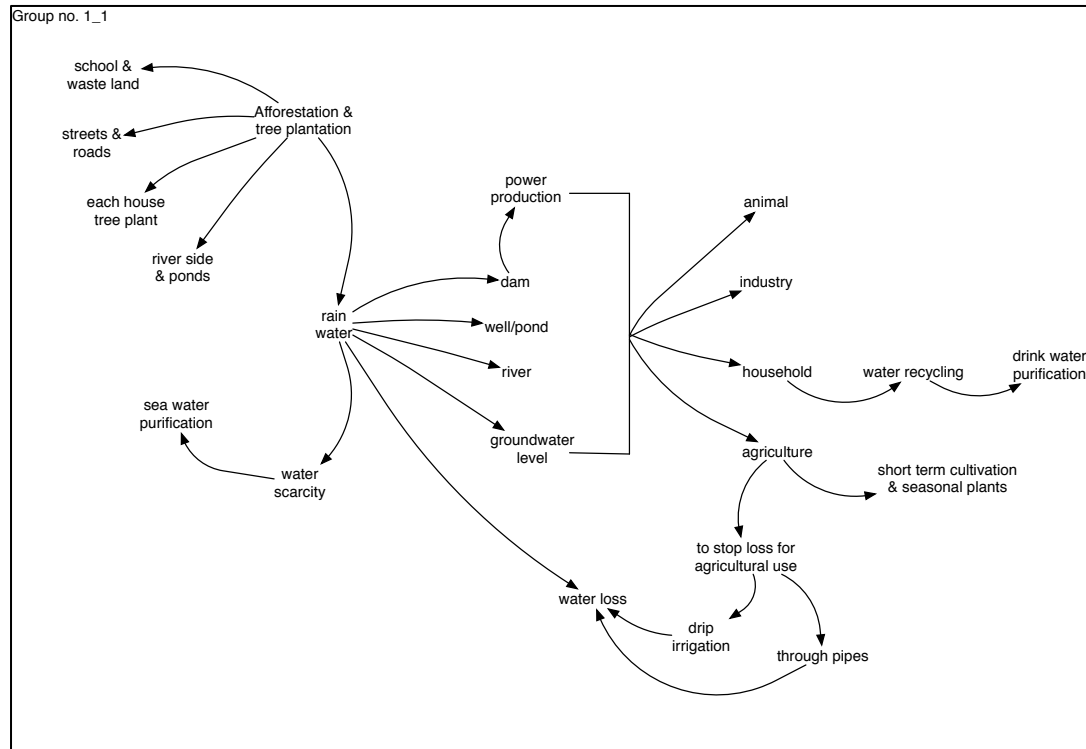 Group no. 1_1
school &
waste land
Afforestation &
tree plantation
streets &
roads
each house
tree plant
river side
& ponds
power
production
animal
dam
industry
rain
water
well/pond
river
household
water recycling
drink water
purification
sea water
purification
groundwater
level
agriculture
water
scarcity
short term cultivation
& seasonal plants
to stop loss for
agricultural use
water loss
drip
irrigation
through pipes